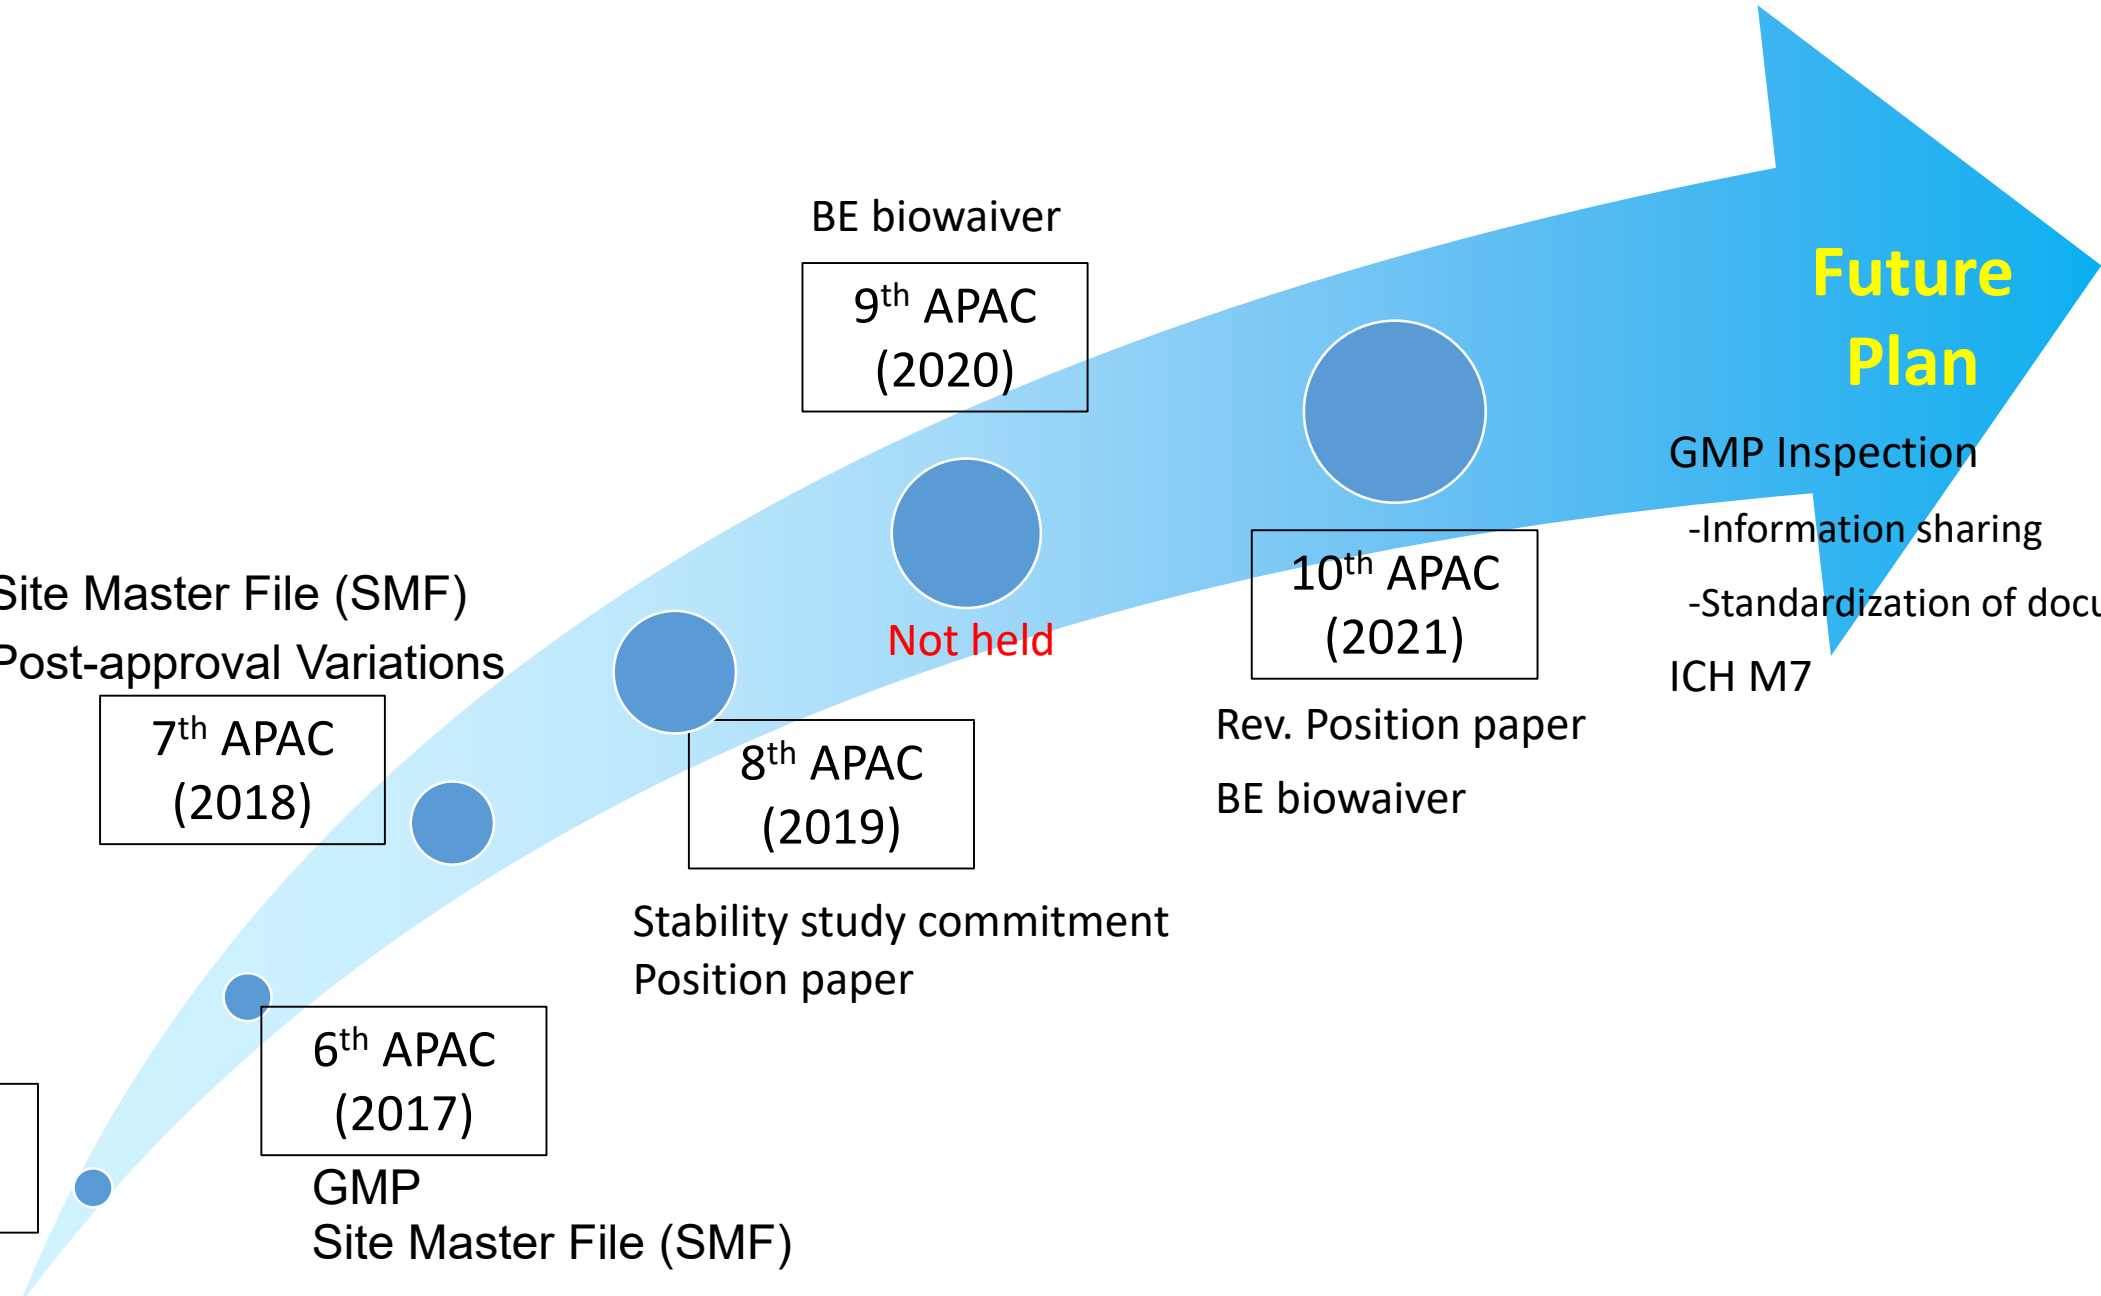 BE biowaiver
9th APAC
(2020)
Not held
Future
Plan
GMP Inspection
-Information sharing
-Standardization of
ICH M7
10th APAC
(2021)
Rev. Position paper
BE biowaiver
Site Master File (SMF)
Post-approval Variations
7th APAC
(2018)
8th APAC
(2019)
Stability study commitment
Position paper
6th APAC
(2017)
GMP
Site Master File (SMF)